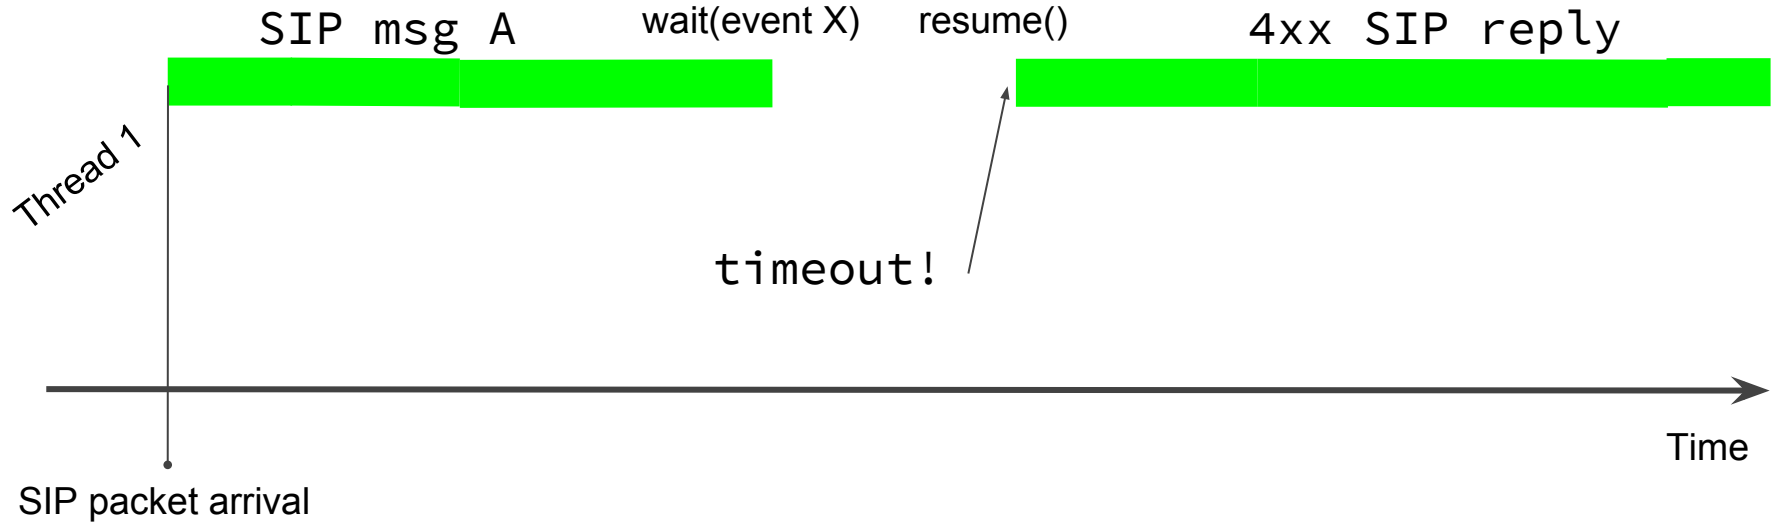 SIP msg A
wait(event X)
resume()
4xx SIP reply
Thread 1
timeout!
Time
SIP packet arrival